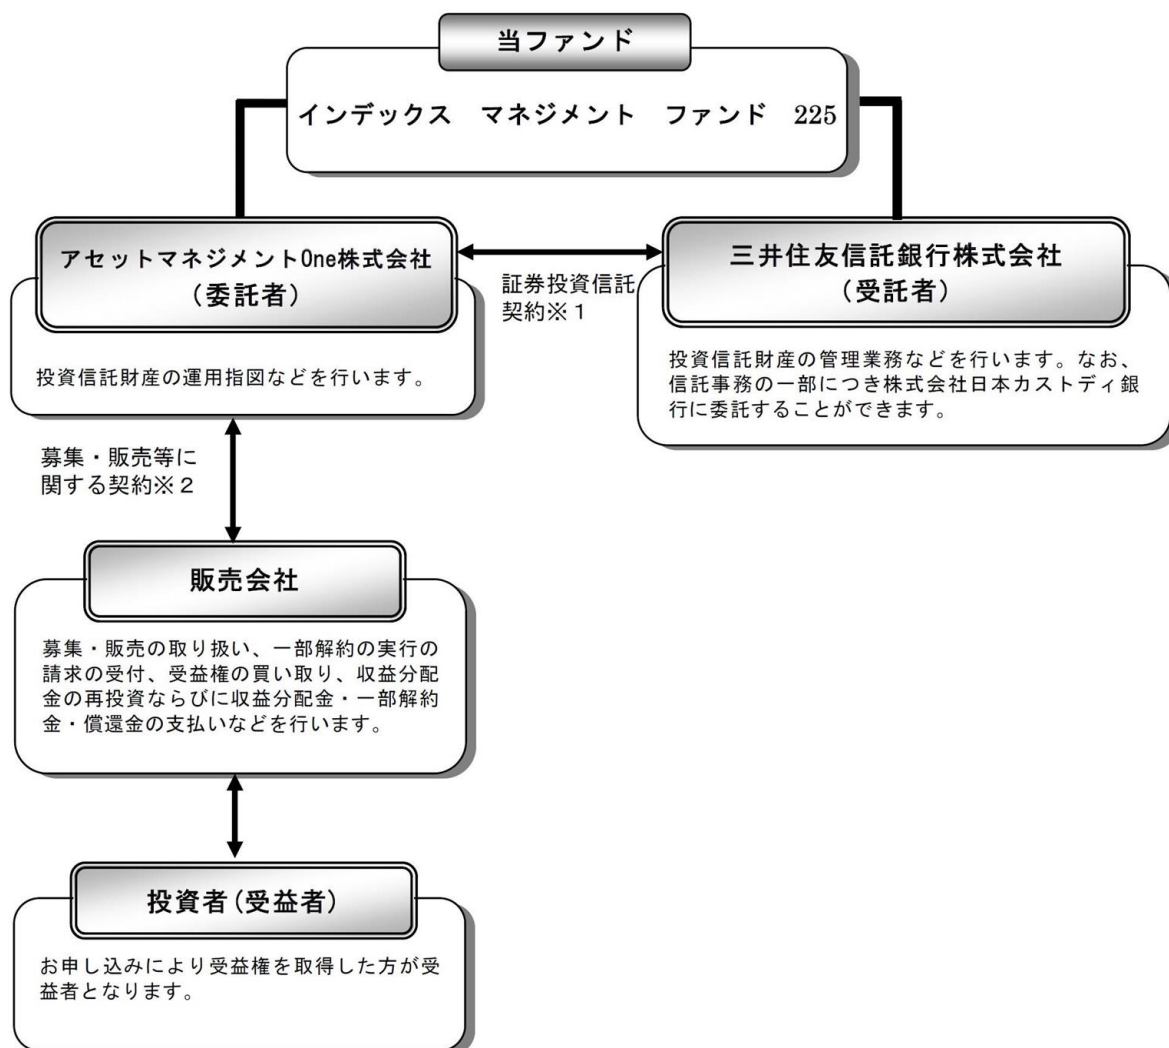 当ファンド
インデックス　マネジメント　ファンド　225
アセットマネジメントOne株式会社
（委託者）
投資信託財産の運用指図などを行います。
証券投資信託
契約※１
三井住友信託銀行株式会社
（受託者）
投資信託財産の管理業務などを行います。なお、
信託事務の一部につき株式会社日本カストディ銀
行に委託することができます。
募集・販売等に
関する契約※２
販売会社
募集・販売の取り扱い、一部解約の実行の
請求の受付、受益権の買い取り、収益分配
金の再投資ならびに収益分配金・一部解約
金・償還金の支払いなどを行います。
投資者(受益者)
お申し込みにより受益権を取得した方が受
益者となります。